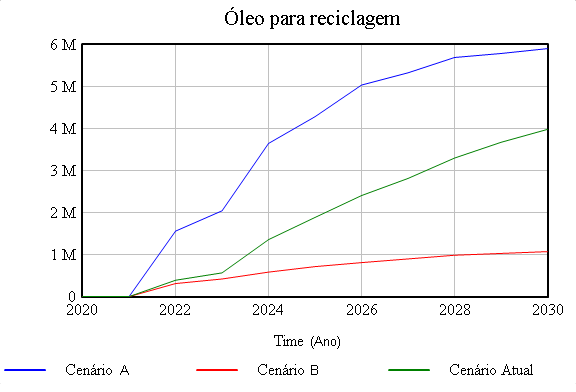 Óleo para reciclagem
6 M
5 M
4 M
3 M
2 M
1 M
0
2020 2022 2024 2026 2028 2030
Time (Ano)
Cenário A Cenário B Cenário Atual